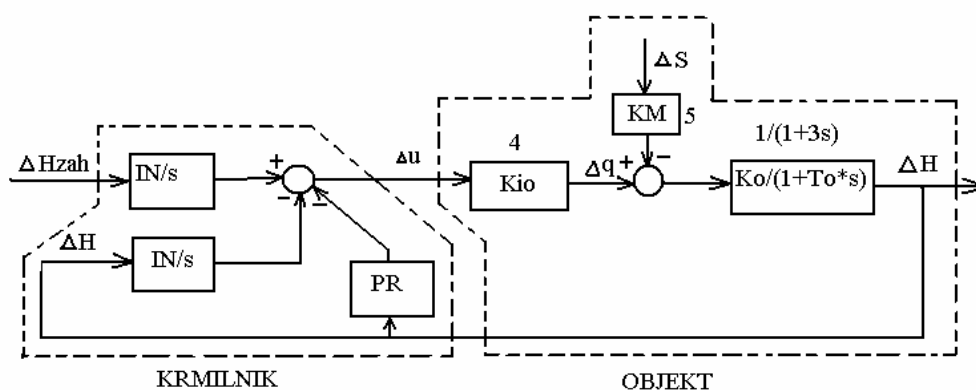 ΔS
KM
5
4
1/(1+3s)
ΔHzah
IN/s
+
-
-
Δu
Kio
Δq
+
-
Ko/(1+To*s)
ΔH
ΔH
IN/s
PR
KRMILNIK
OBJEKT